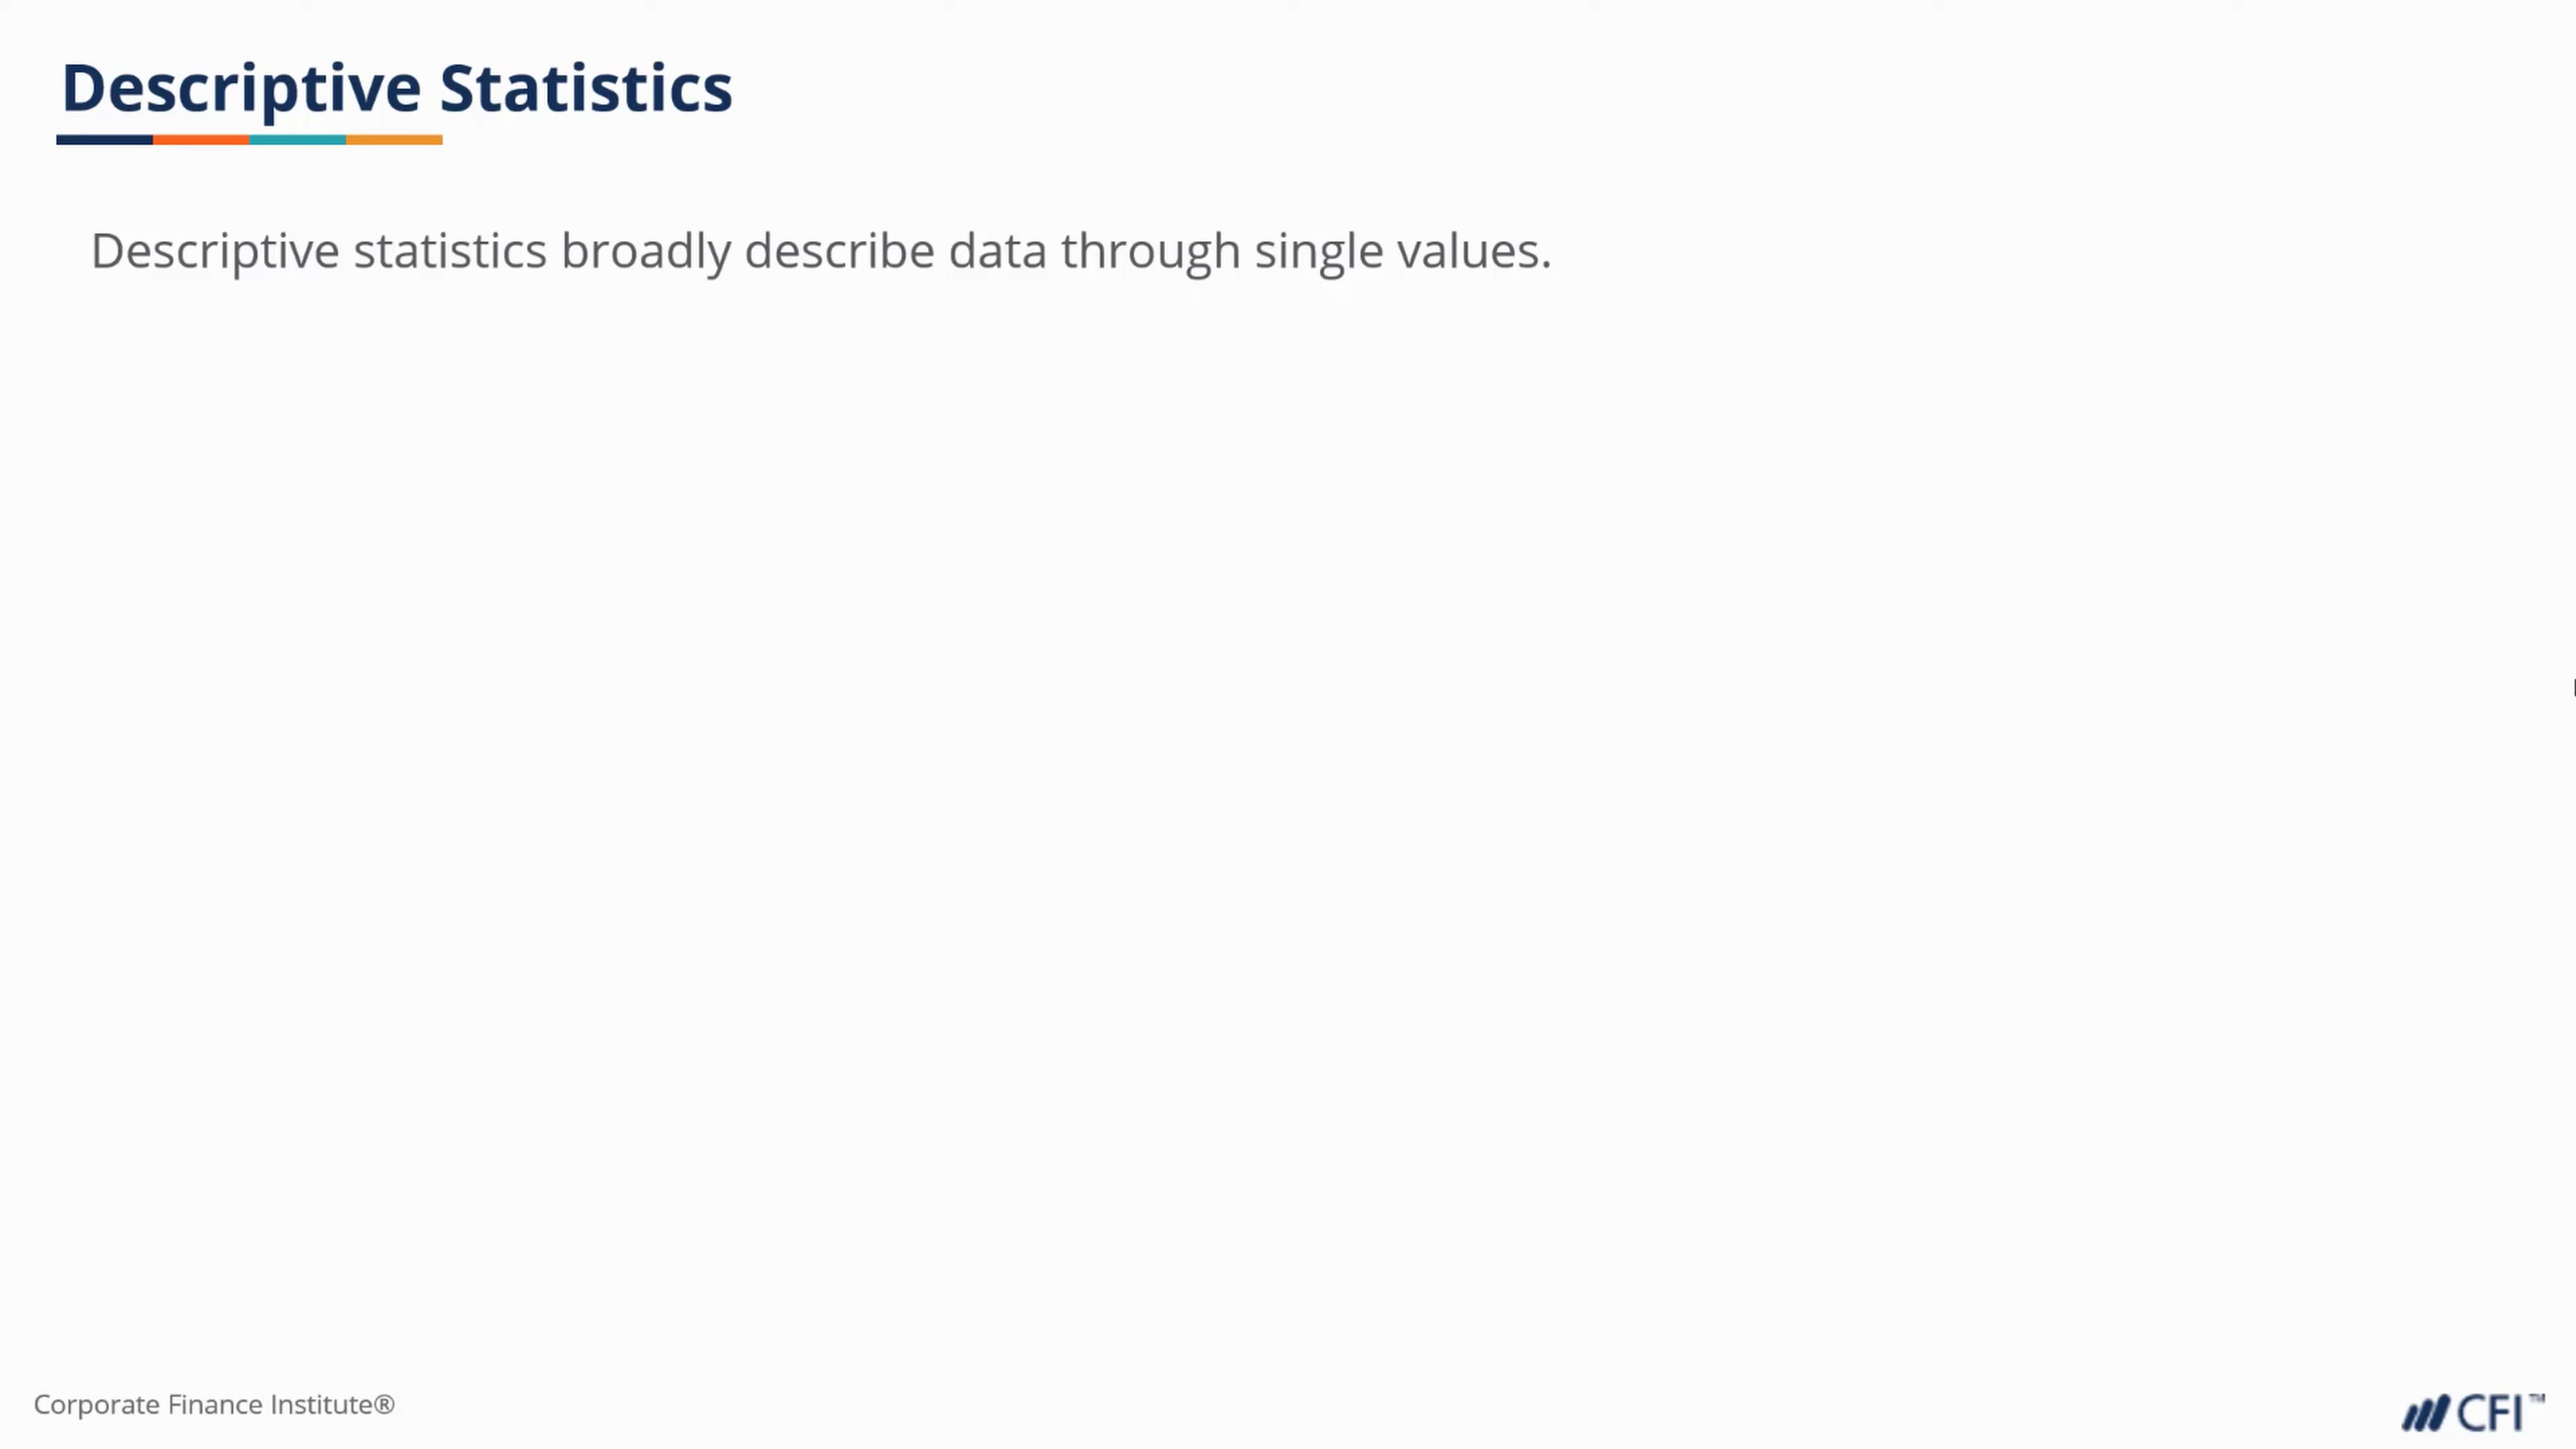 Descriptive Statistics
Descriptive statistics broadly describe data through single values.
Corporate Finance Institute®
CFI™